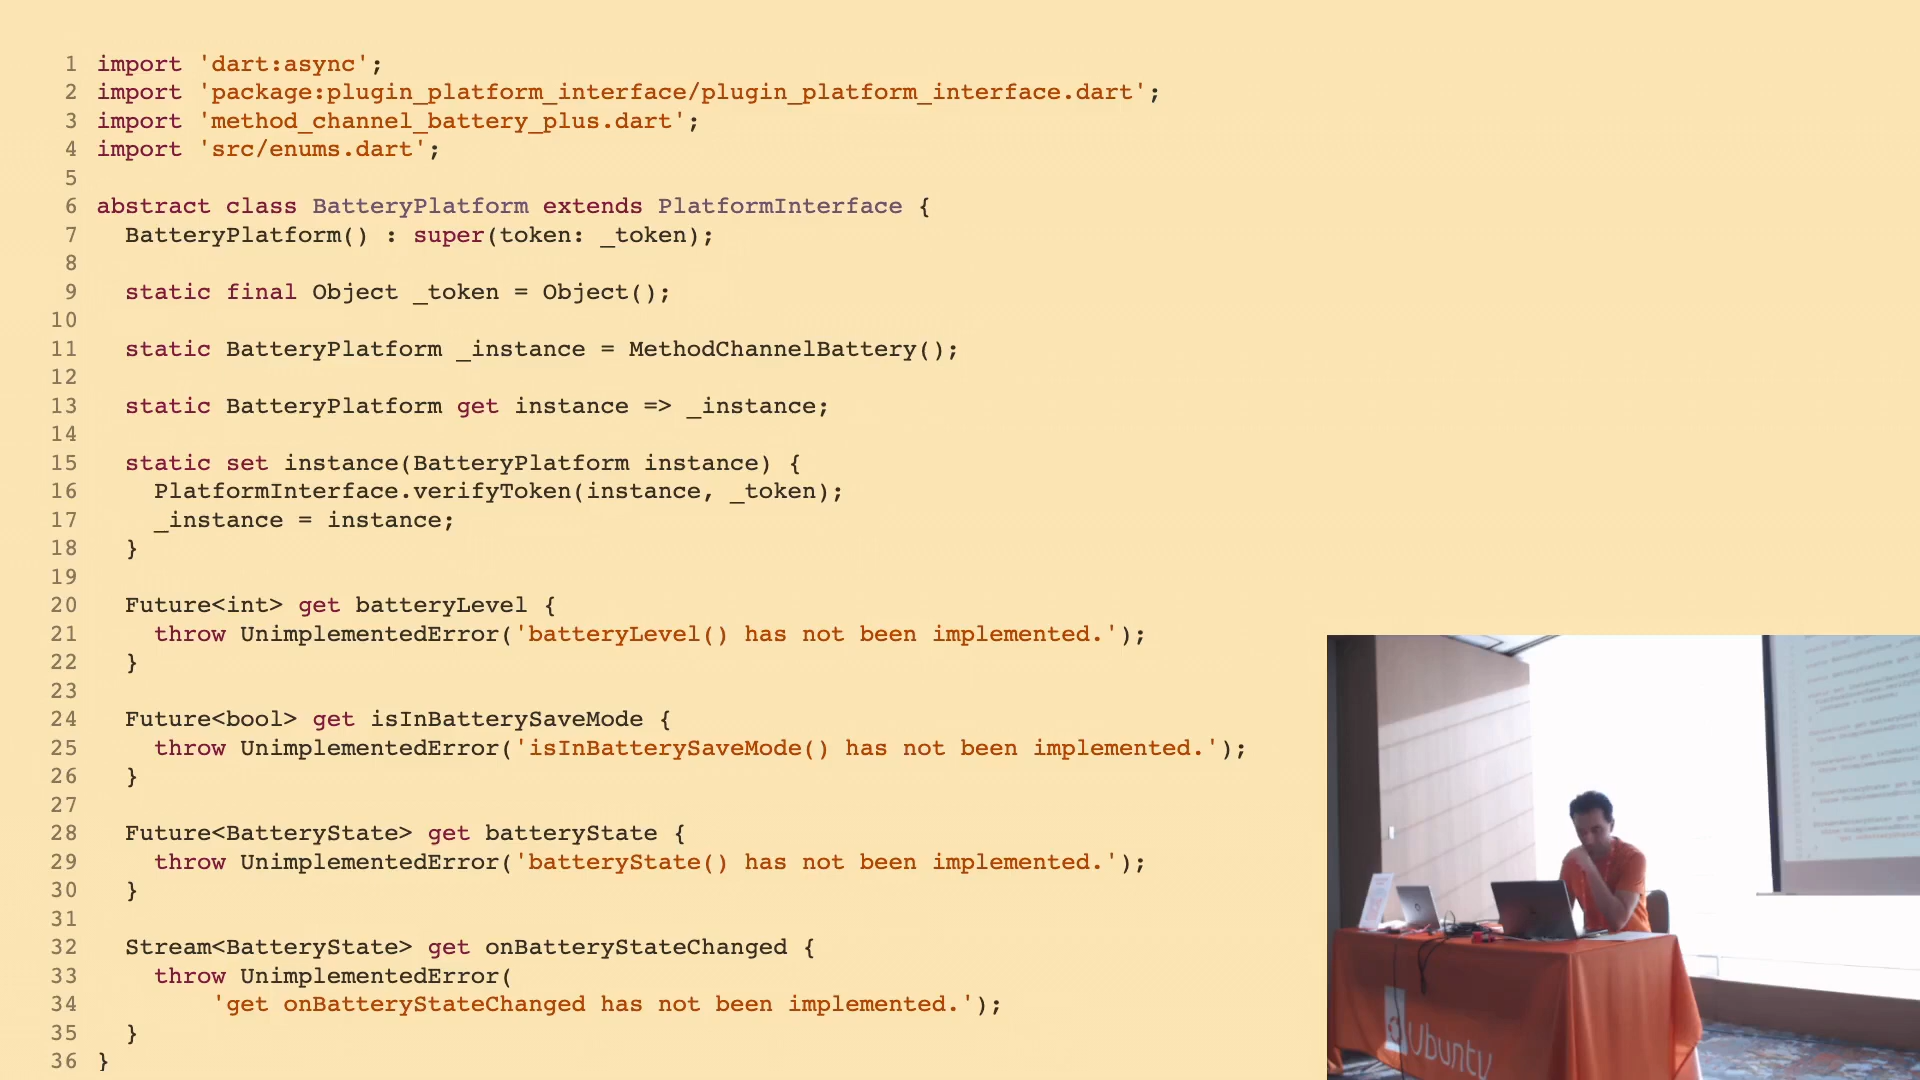 1 import 'dart:async';
2 import 'package:plugin_platform_interface/plugin_platform_interface.dart';
3 import 'method_channel_battery_plus.dart';
4 import 'src/enums.dart';
5
6 abstract class BatteryPlatform extends PlatformInterface {
7   BatteryPlatform() : super(token: _token);
8
9   static final Object _token = Object();
10
11   static BatteryPlatform _instance = MethodChannelBattery();
12
13   static BatteryPlatform get instance => _instance;
14
15   static set instance(BatteryPlatform instance) {
16     PlatformInterface.verifyToken(instance, _token);
17     _instance = instance;
18   }
19
20   Future<int> get batteryLevel {
21     throw UnimplementedError('batteryLevel() has not been implemented.');
22   }
23
24   Future<bool> get isInBatterySaveMode {
25     throw UnimplementedError('isInBatterySaveMode() has not been implemented.');
26   }
27
28   Future<BatteryState> get batteryState {
29     throw UnimplementedError('batteryState() has not been implemented.');
30   }
31
32   Stream<BatteryState> get onBatteryStateChanged {
33     throw UnimplementedError(
34         'get onBatteryStateChanged has not been implemented.');
35   }
36 }
Ubuntu